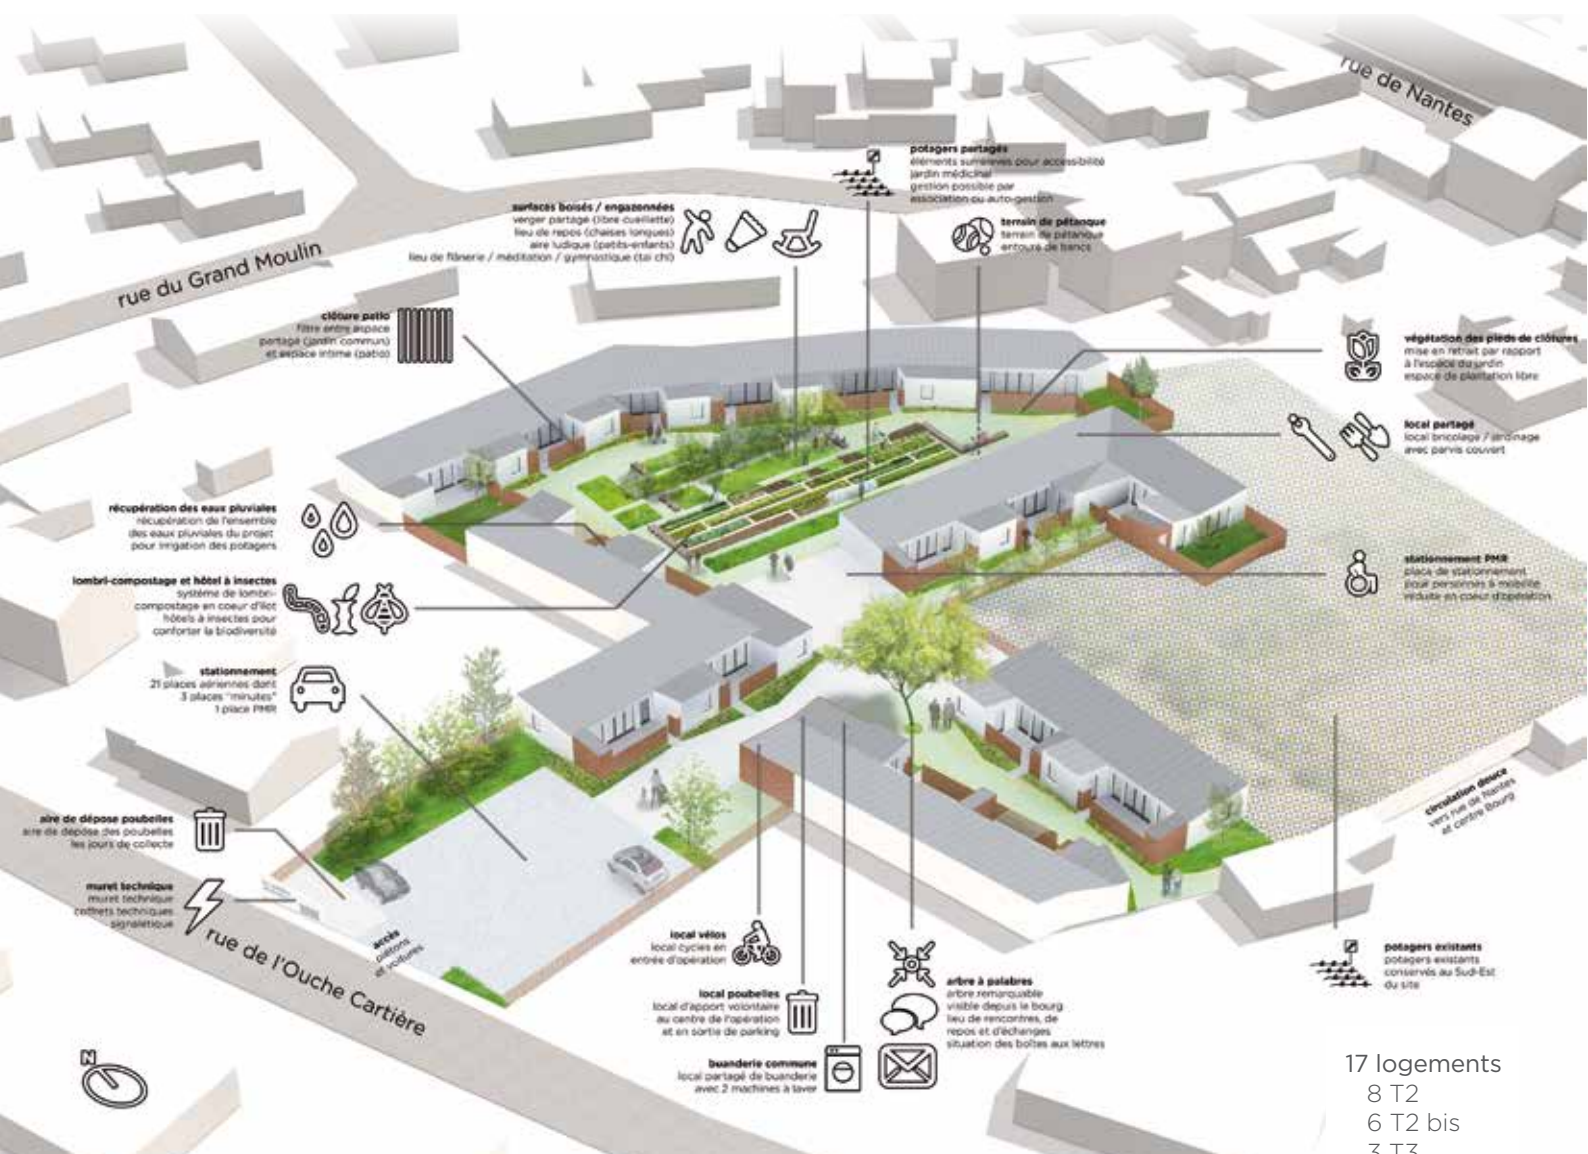 rue de Nantes
potagers partagés
éléments surrélevés pour accessibilité
jardin médicinal
gestion possible par
association ou auto-gestion
surfaces boisés / engazonnées
verger partagé (libre cueillette)
lieu de repos (chaises longues)
aire ludique (petits-enfants)
lieu de flânerie / méditation / gymnastique (tai chi)
terrain de pétanque
terrain de pétanque
entouré de bancs
rue du Grand Moulin
clôture patio
filtre entre espace
partagé (jardin commun)
et espace intime (patio)
végétation des pieds de clôtures
mise en retrait par rapport
à l'espace du jardin
espace de plantation libre
local partagé
local bricolage / jardinage
avec parvis couvert
récupération des eaux pluviales
récupération de l'ensemble
des eaux pluviales du projet
pour irrigation des potagers
lombri-compostage et hôtel à insectes
système de lombri-
compostage en coeur d'îlot
hôtels à insectes pour
conforter la biodiversité
stationnement PMR
place de stationnement
pour personnes à mobilité
réduite en coeur d'opération
stationnement
21 places aériennes dont
3 places "minutes"
1 place PMR
circulation douce
vers rue de Nantes
et centre Bourg
aire de dépose poubelles
aire de dépose des poubelles
les jours de collecte
muret technique
muret technique
coffrets techniques
signalétique
accès
piétons
et voitures
rue de l'Ouche Cartière
local vélos
local cycles en
entrée d'opération
local poubelles
local d'apport volontaire
au centre de l'opération
et en sortie de parking
buanderie commune
local partagé de buanderie
avec 2 machines à laver
arbre à palabres
arbre remarquable
visible depuis le bourg
lieu de rencontres, de
repos et d'échanges
situation des boîtes aux lettres
potagers existants
potagers existants
conservés au Sud-Est
du site
N
17 logements
8 T2
6 T2 bis
3 T3